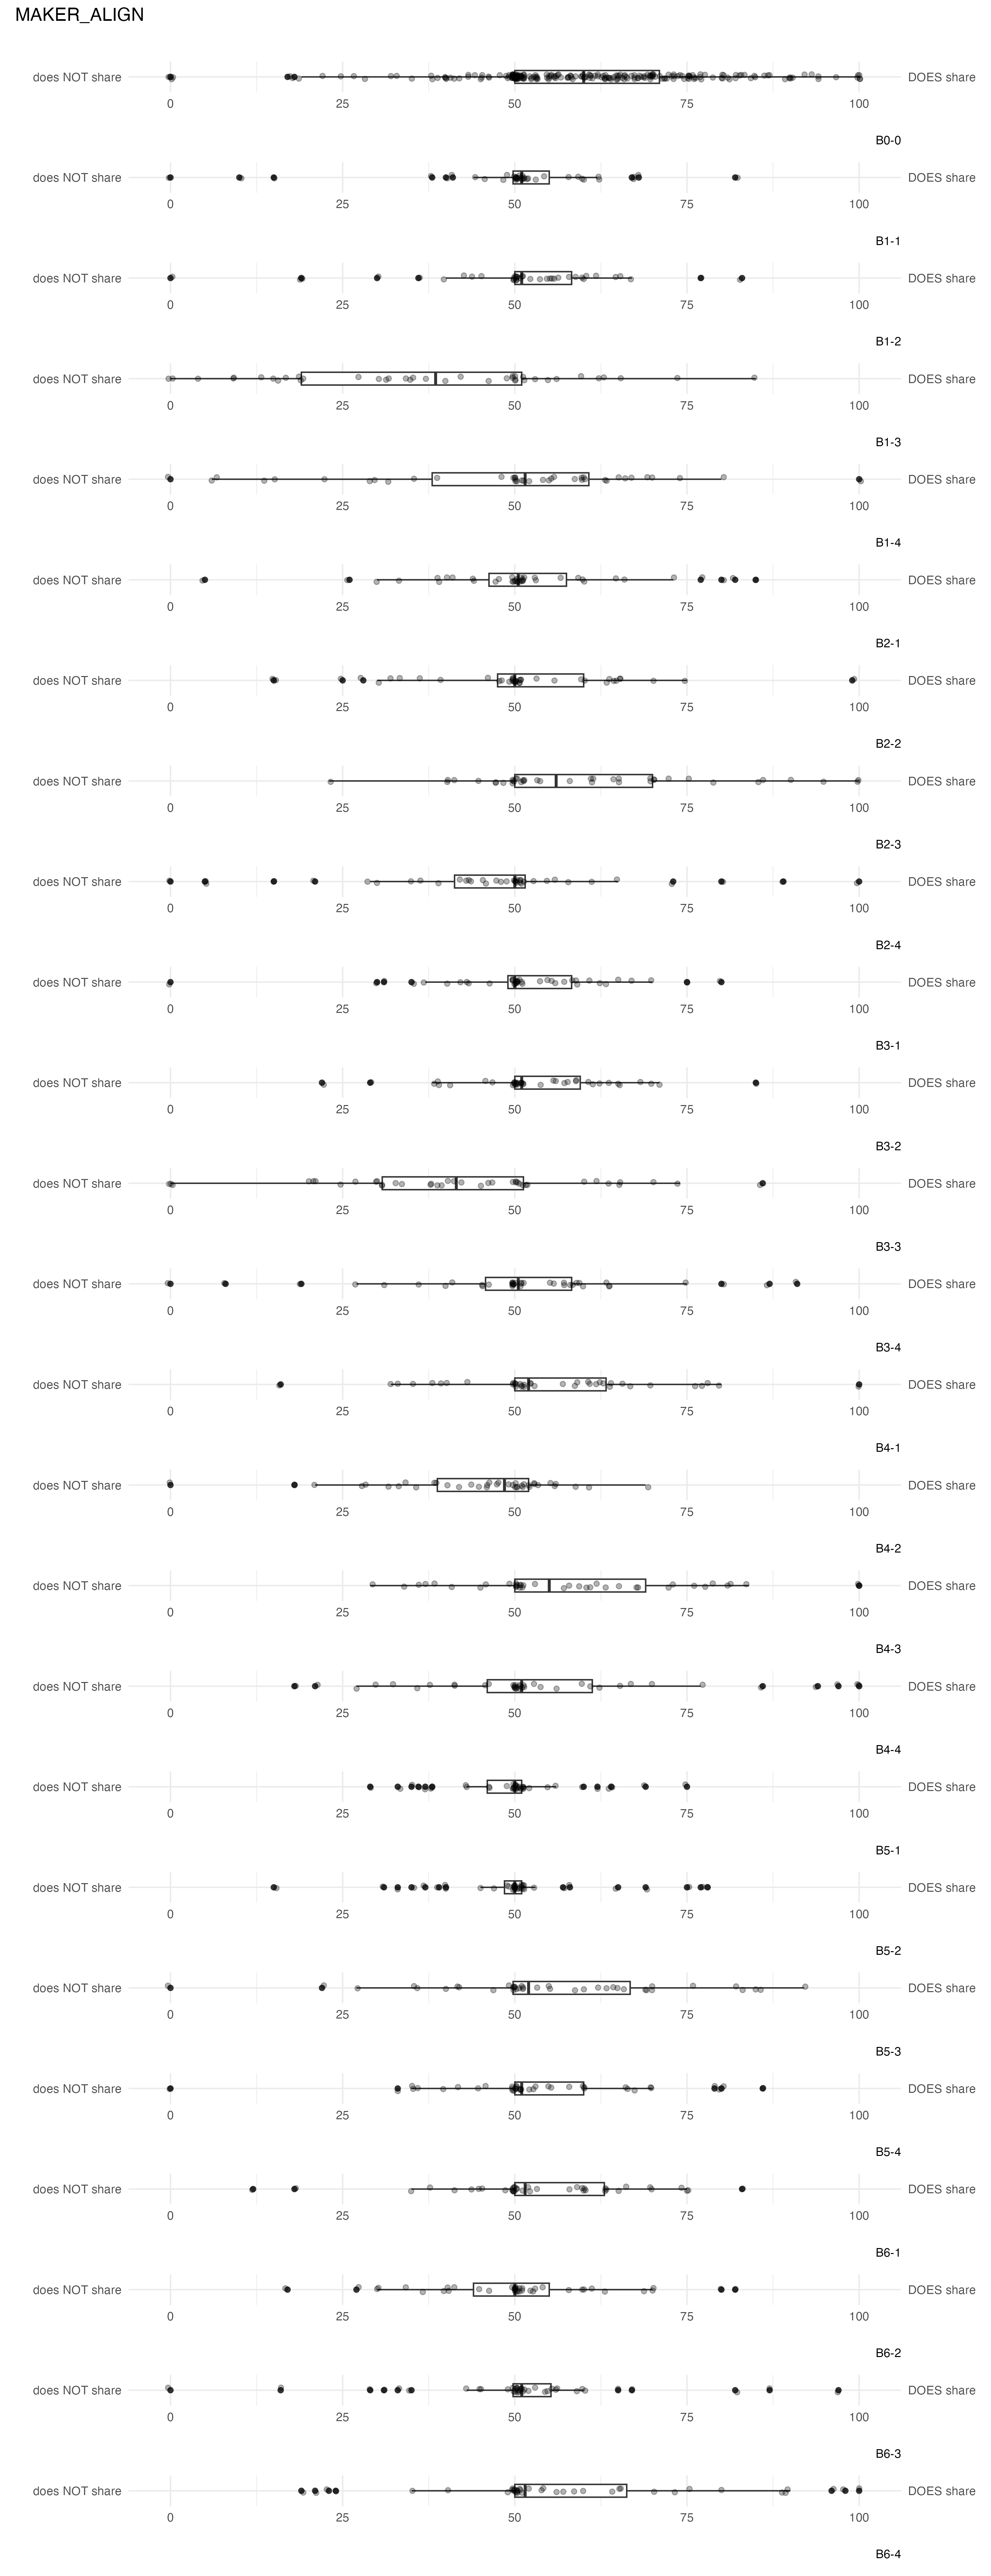 MAKER_ALIGN
does NOT share DOES share
0 25 50 75 100
B0-0
does NOT share DOES share
0 25 50 75 100
B1-1
does NOT share DOES share
0 25 50 75 100
B1-2
does NOT share DOES share
0 25 50 75 100
B1-3
does NOT share DOES share
0 25 50 75 100
B1-4
does NOT share DOES share
0 25 50 75 100
B2-1
does NOT share DOES share
0 25 50 75 100
B2-2
does NOT share DOES share
0 25 50 75 100
B2-3
does NOT share DOES share
0 25 50 75 100
B2-4
does NOT share DOES share
0 25 50 75 100
B3-1
does NOT share DOES share
0 25 50 75 100
B3-2
does NOT share DOES share
0 25 50 75 100
B3-3
does NOT share DOES share
0 25 50 75 100
B3-4
does NOT share DOES share
0 25 50 75 100
B4-1
does NOT share DOES share
0 25 50 75 100
B4-2
does NOT share DOES share
0 25 50 75 100
B4-3
does NOT share DOES share
0 25 50 75 100
B4-4
does NOT share DOES share
0 25 50 75 100
B5-1
does NOT share DOES share
0 25 50 75 100
B5-2
does NOT share DOES share
0 25 50 75 100
B5-3
does NOT share DOES share
0 25 50 75 100
B5-4
does NOT share DOES share
0 25 50 75 100
B6-1
does NOT share DOES share
0 25 50 75 100
B6-2
does NOT share DOES share
0 25 50 75 100
B6-3
does NOT share DOES share
0 25 50 75 100
B6-4